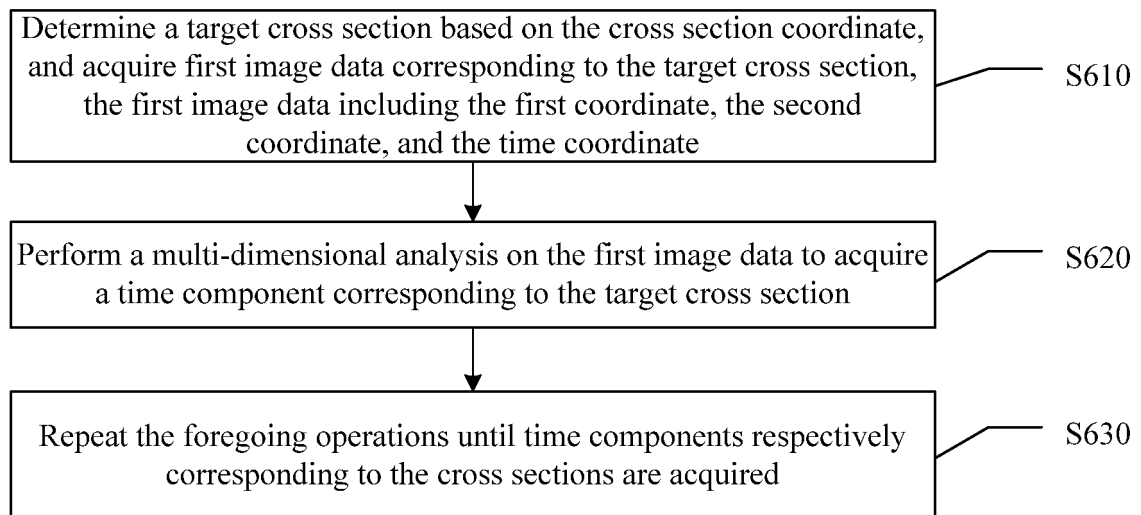 Determine a target cross section based on the cross section coordinate,
and acquire first image data corresponding to the target cross section,
the first image data including the first coordinate, the second
coordinate, and the time coordinate
S610
Perform a multi-dimensional analysis on the first image data to acquire
a time component corresponding to the target cross section
S620
Repeat the foregoing operations until time components respectively
corresponding to the cross sections are acquired
S630